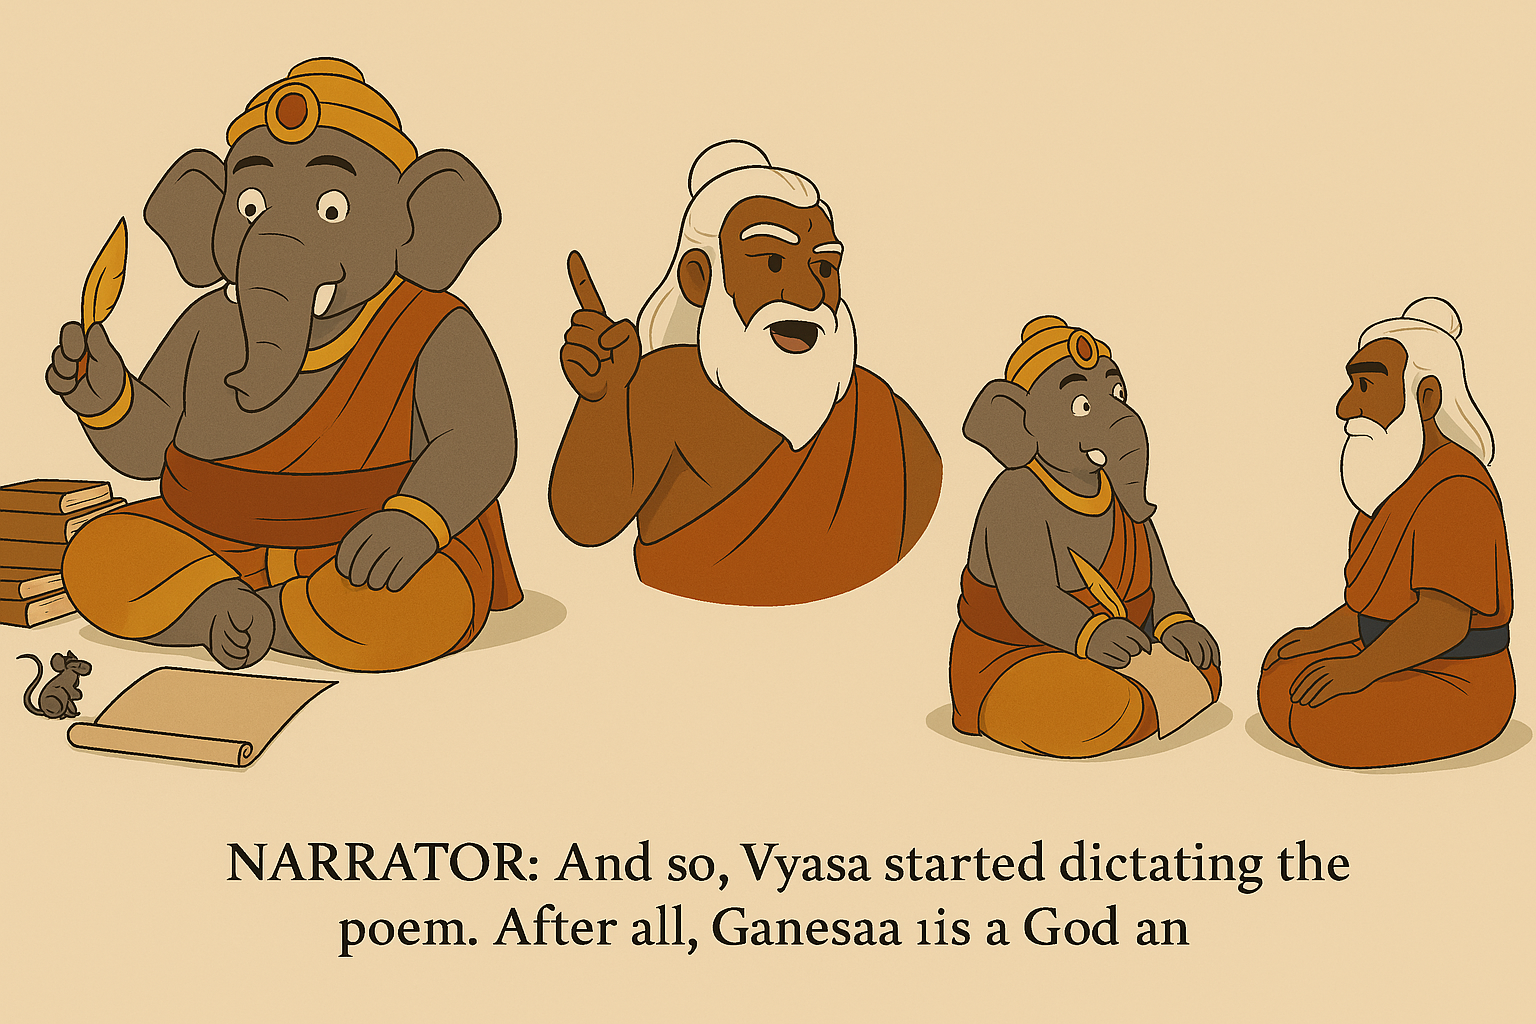 NARRATOR: And so, Vyasa started dictating the
poem. After all, Ganesaa 1is a God an